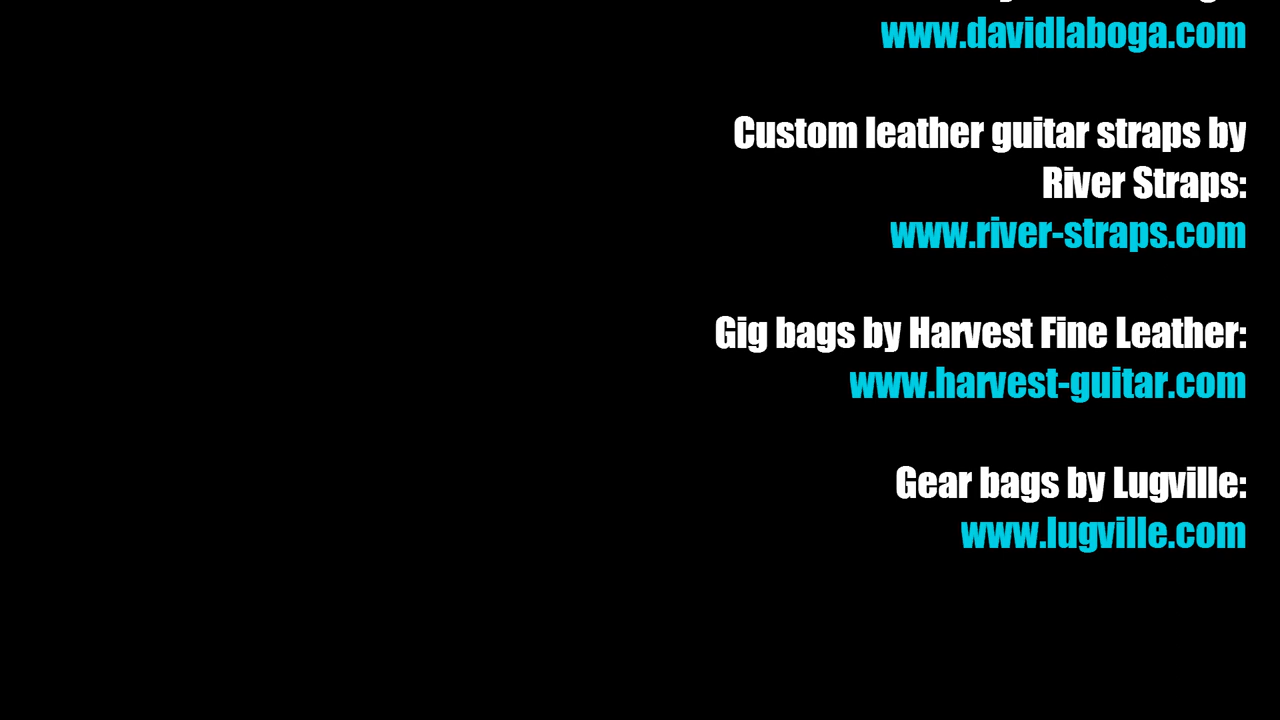 www.davidlaboga.com
Custom leather guitar straps by
River Straps:
www.river-straps.com
Gig bags by Harvest Fine Leather:
www.harvest-guitar.com
Gear bags by Lugville:
www.lugville.com